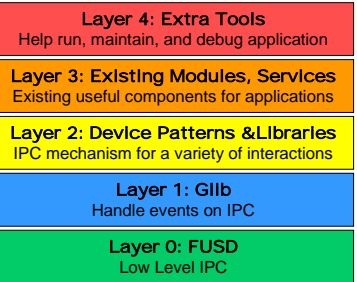 Layer 4: Extra Tools
Help run, maintain, and debug application
Layer 3: Existing Modules, Services
Existing useful components for applications
Layer 2: Device Patterns &Libraries
IPC mechanism for a variety of interactions
Layer 1: Glib
Handle events on IPC
Layer 0: FUSD
Low Level IPC